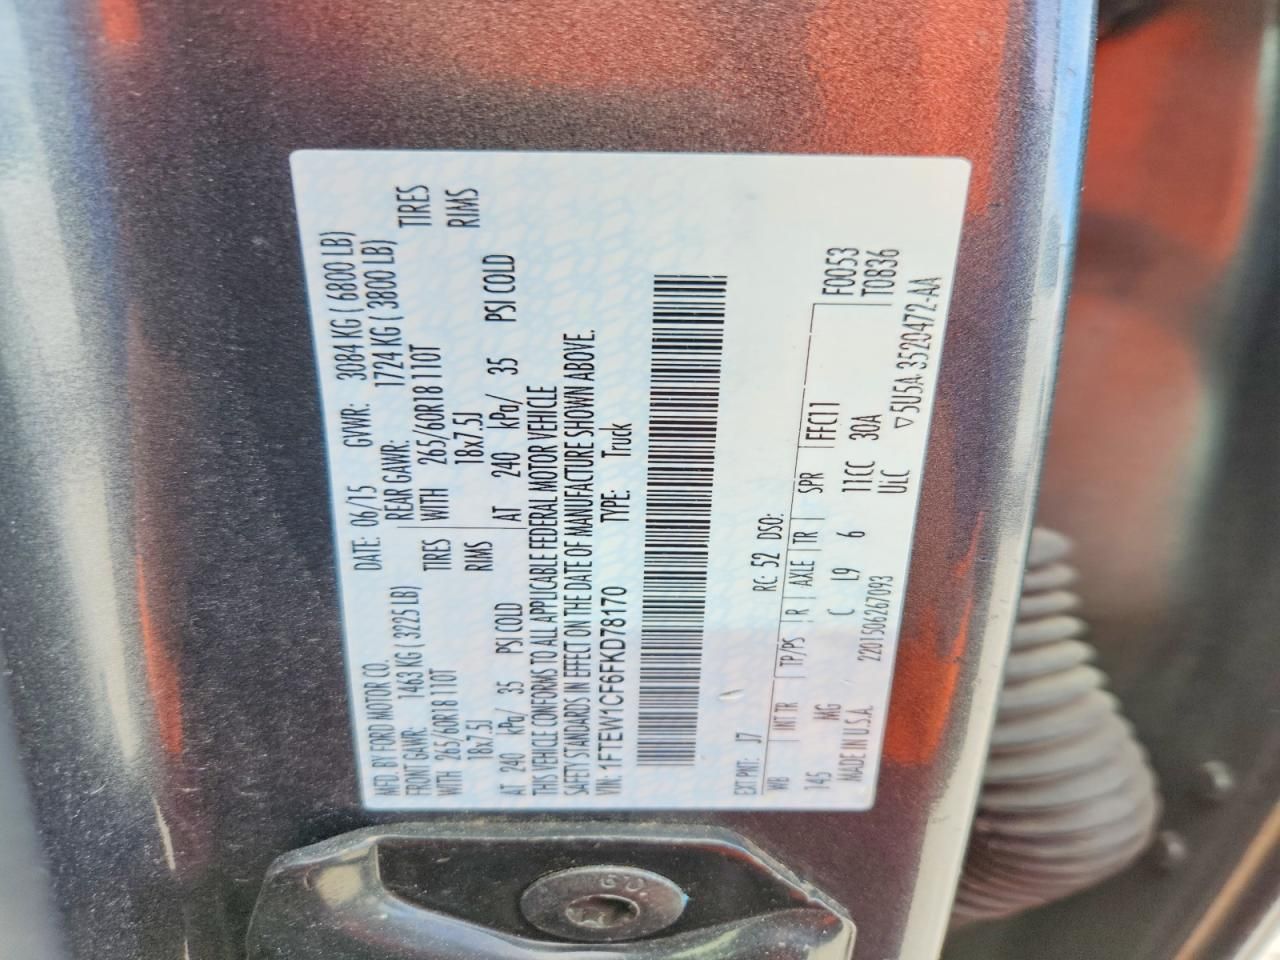 MFD. BY FORD MOTOR CO.
DATE: 06/15 GVWR: 3084 KG ( 6800 LB)
FRONT GAWR: 1463 KG ( 3225 LB)
REAR GAWR: 1724 KG ( 3800 LB)
WITH 265/60R18 110T TIRES
WITH 265/60R18 110T TIRES
18x7.5J RIMS
18x7.5J RIMS
AT 240 kPa/ 35 PSI COLD
AT 240 kPa/ 35 PSI COLD
THIS VEHICLE CONFORMS TO ALL APPLICABLE FEDERAL MOTOR VEHICLE
SAFETY STANDARDS IN EFFECT ON THE DATE OF MANUFACTURE SHOWN ABOVE.
VIN: 1FTEW1CF6FKD78170 TYPE: Truck
EXT PNT: J7 RC: 52 DSO:
WB INT TR TP/PS R AXLE TR SPR FFC11 F0053
145 MG C L9 6 11CC 30A T0836
MADE IN U.S.A. 2201506267093 UIC 5U5A-3520472-AA